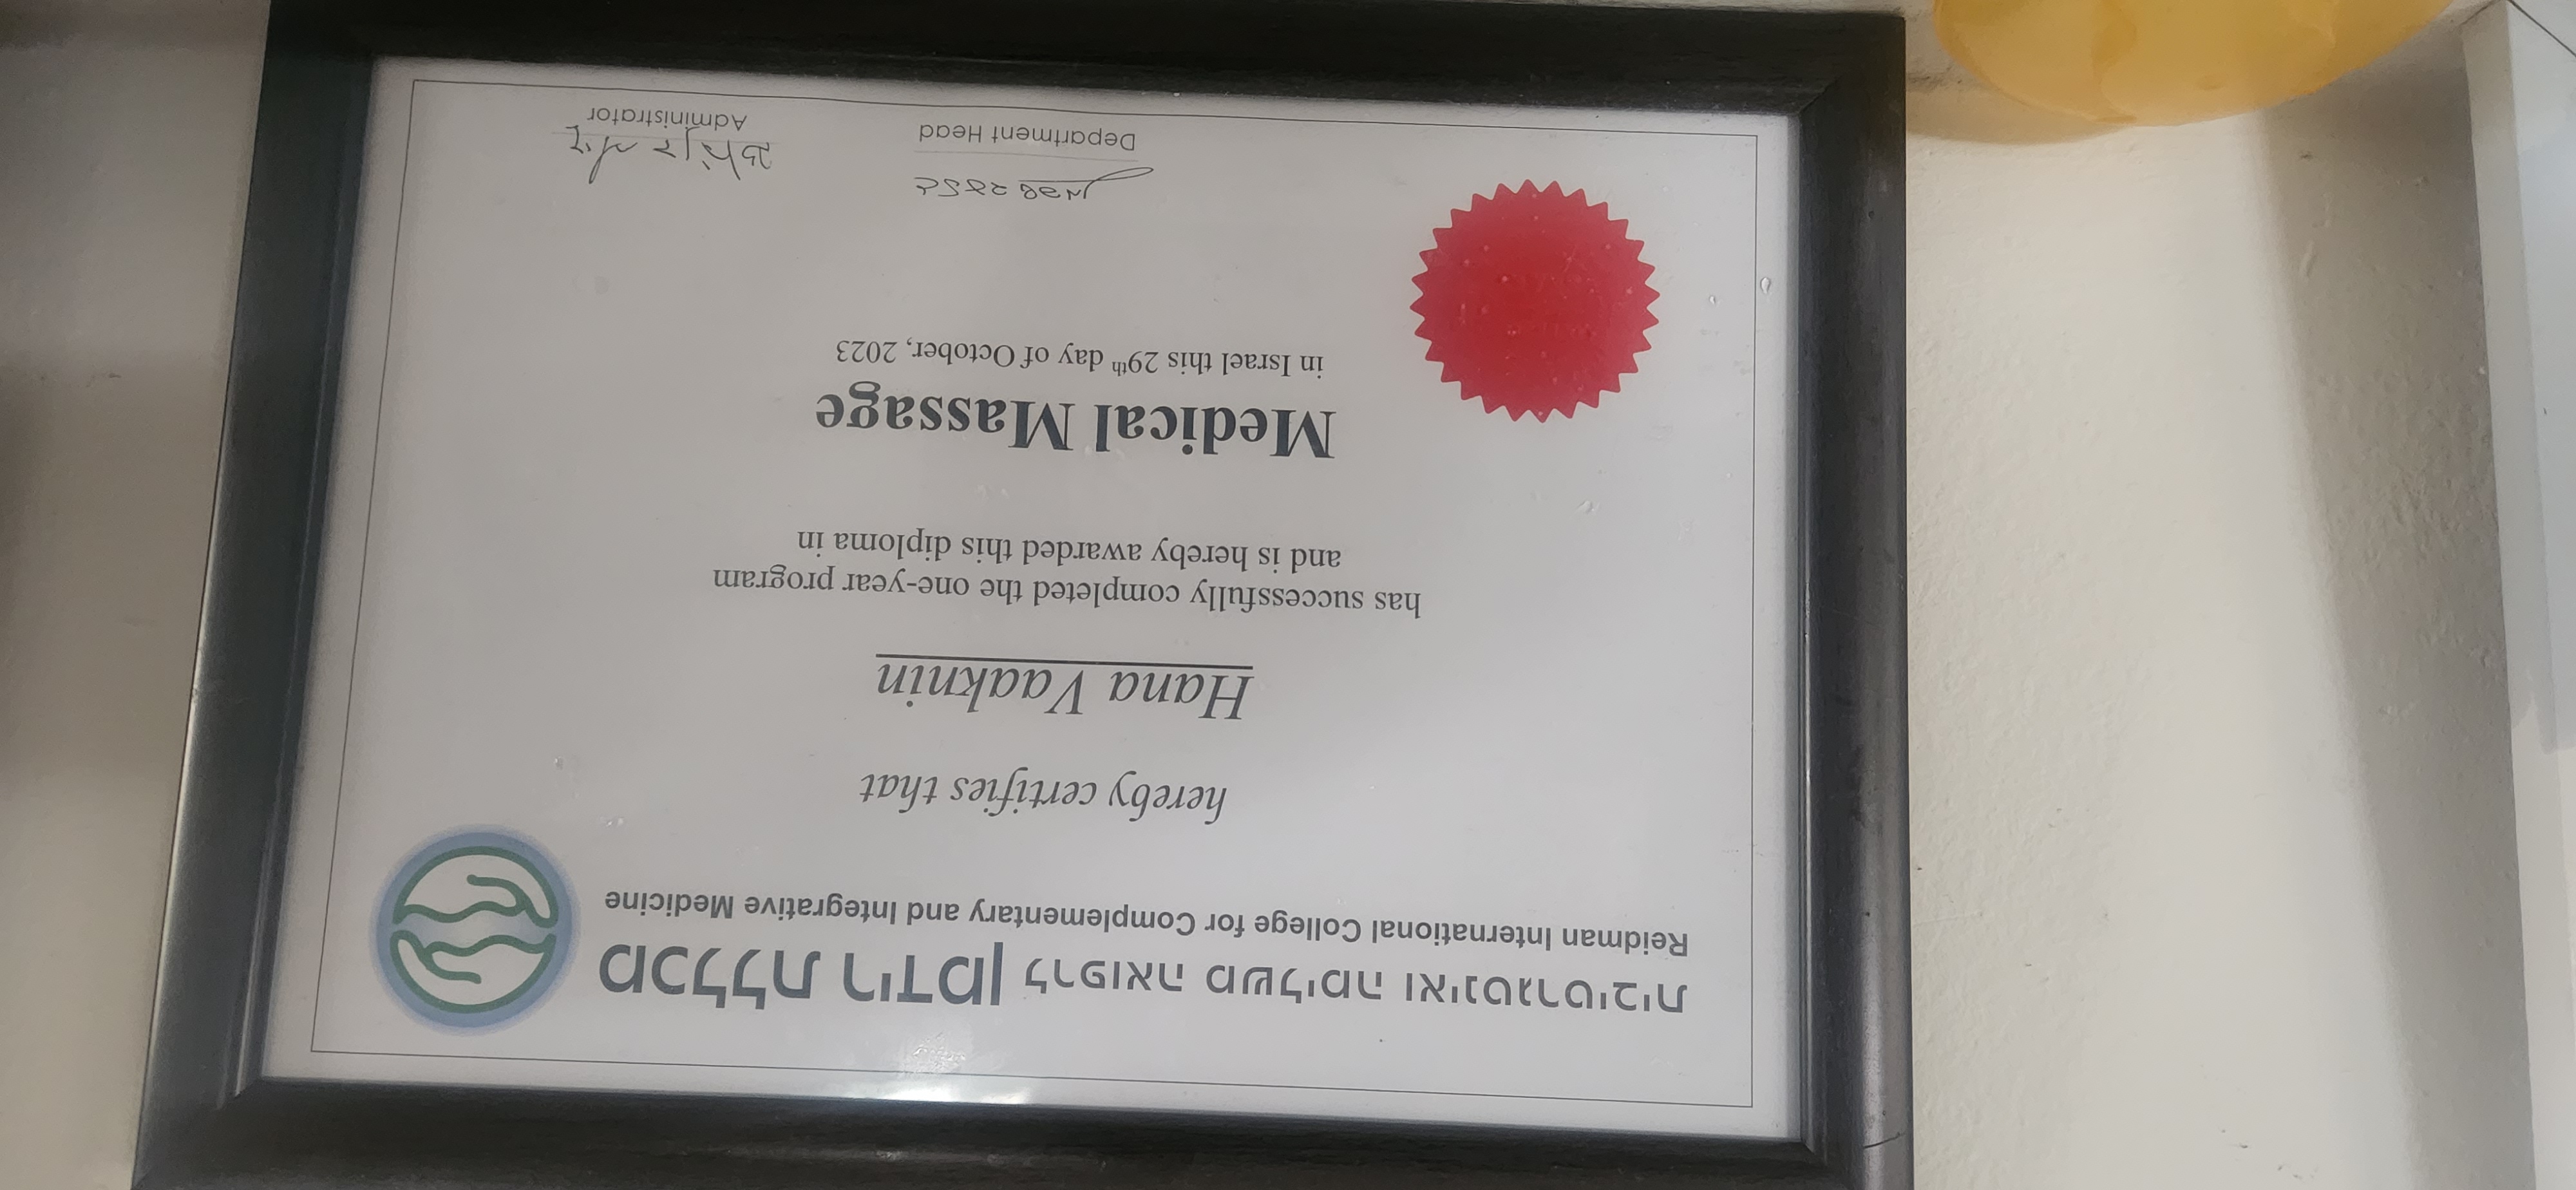 מכללת רידמן לרפואה משלימה ואינטגרטיבית
Reidman International College for Complementary and Integrative Medicine
hereby certifies that
Hana Vaaknin
has successfully completed the one-year program
and is hereby awarded this diploma in
Medical Massage
in Israel this 29th day of October, 2023
Department Head
Administrator